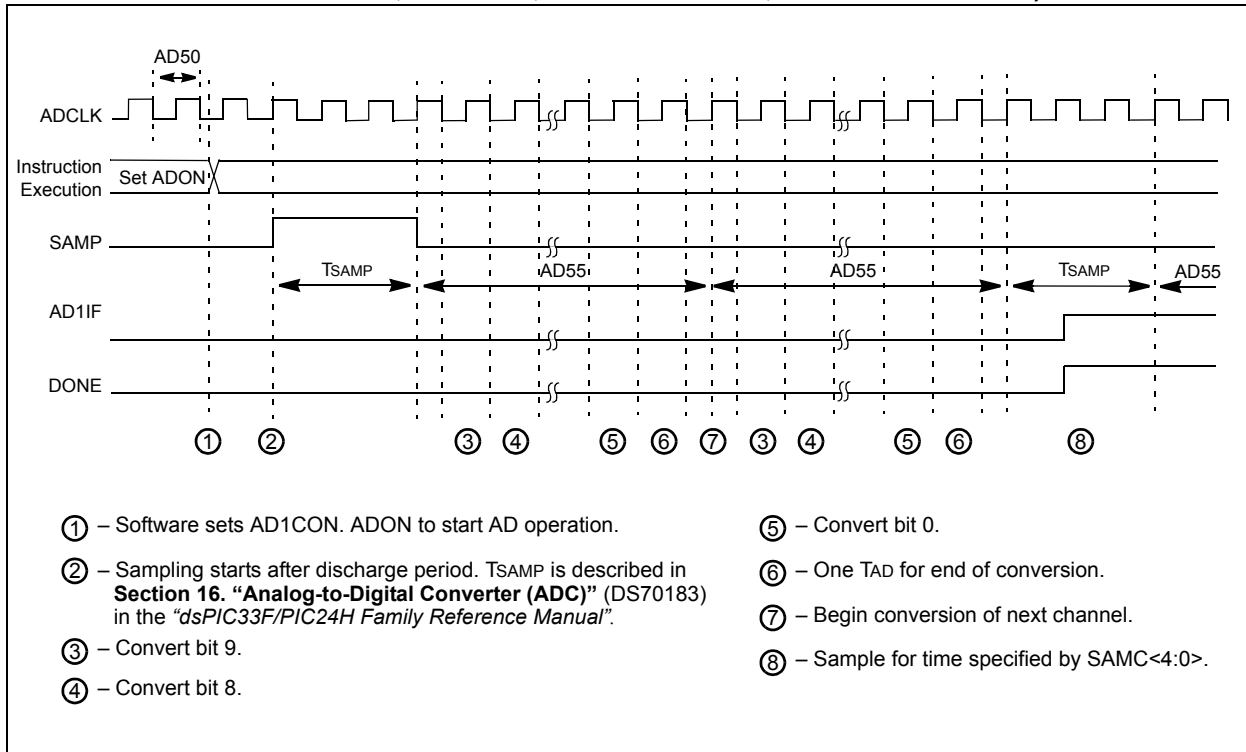 AD50
ADCLK
Instruction
Execution
Set ADON
SAMP
TSAMP
AD55
AD55
TSAMP
AD55
AD1IF
DONE
1 2 3 4 5 6 7 3 4 5 6 8
1 – Software sets AD1CON. ADON to start AD operation.
2 – Sampling starts after discharge period. TSAMP is described in
Section 16. “Analog-to-Digital Converter (ADC)” (DS70183)
in the “dsPIC33F/PIC24H Family Reference Manual”.
3 – Convert bit 9.
4 – Convert bit 8.
5 – Convert bit 0.
6 – One TAD for end of conversion.
7 – Begin conversion of next channel.
8 – Sample for time specified by SAMC<4:0>.